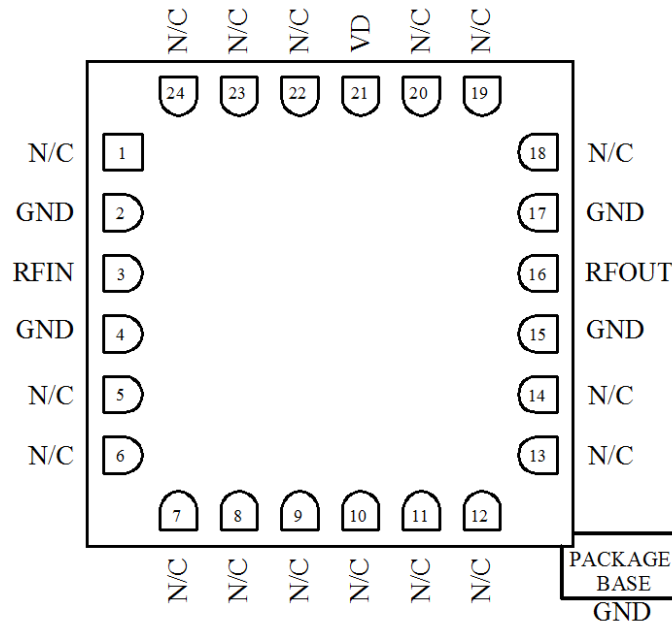 N/C N/C N/C VD N/C N/C
24 23 22 21 20 19
N/C 1 18 N/C
GND 2 17 GND
RFIN 3 16 RFOUT
GND 4 15 GND
N/C 5 14 N/C
N/C 6 13 N/C
7 8 9 10 11 12
N/C N/C N/C N/C N/C N/C
PACKAGE
BASE
GND